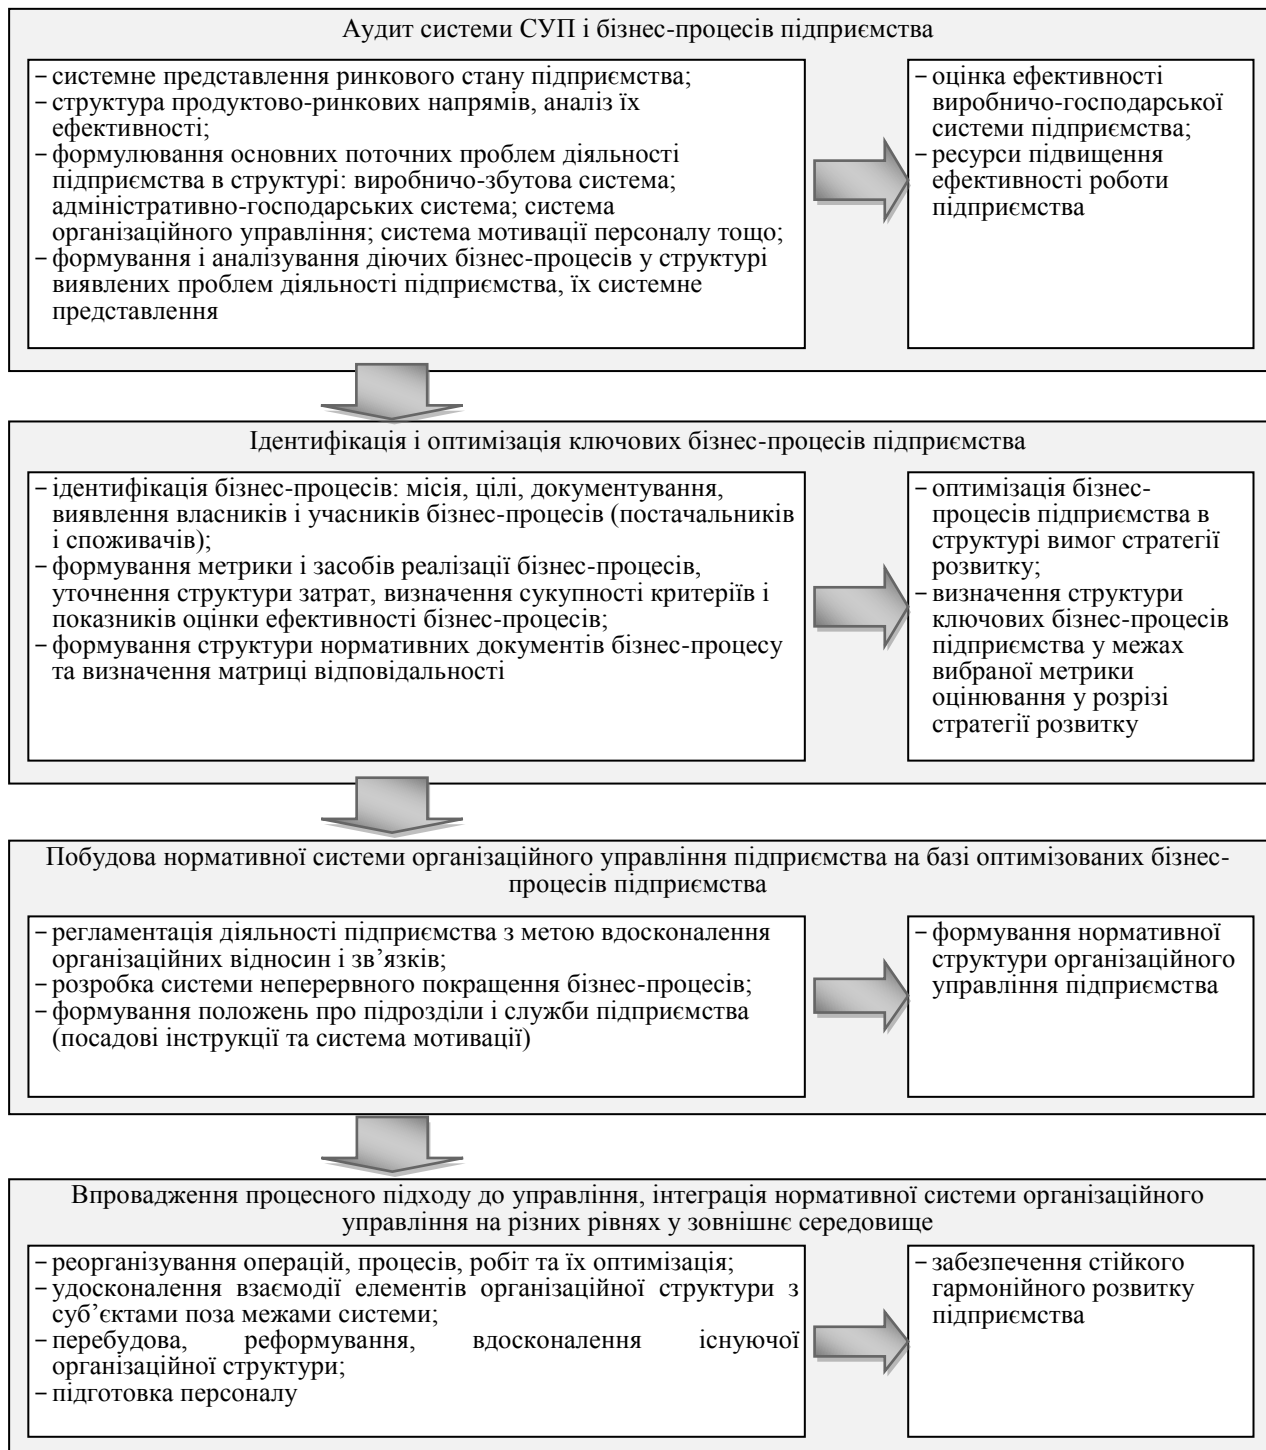 Аудит системи СУП і бізнес-процесів підприємства
– системне представлення ринкового стану підприємства;
– структура продуктово-ринкових напрямів, аналіз їх
ефективності;
– формулювання основних поточних проблем діяльності
підприємства в структурі: виробничо-збутова система;
адміністративно-господарських система; система
організаційного управління; система мотивації персоналу тощо;
– формування і аналізування діючих бізнес-процесів у структурі
виявлених проблем діяльності підприємства, їх системне
представлення
– оцінка ефективності
виробничо-господарської
системи підприємства;
– ресурси підвищення
ефективності роботи
підприємства
Ідентифікація і оптимізація ключових бізнес-процесів підприємства
– ідентифікація бізнес-процесів: місія, цілі, документування,
виявлення власників і учасників бізнес-процесів (постачальників
і споживачів);
– формування метрики і засобів реалізації бізнес-процесів,
уточнення структури затрат, визначення сукупності критеріїв і
показників оцінки ефективності бізнес-процесів;
– формування структури нормативних документів бізнес-процесу
та визначення матриці відповідальності
– оптимізація бізнес-
процесів підприємства в
структурі вимог стратегії
розвитку;
– визначення структури
ключових бізнес-процесів
підприємства у межах
вибраної метрики
оцінювання у розрізі
стратегії розвитку
Побудова нормативної системи організаційного управління підприємства на базі оптимізованих бізнес-
процесів підприємства
– регламентація діяльності підприємства з метою вдосконалення
організаційних відносин і зв’язків;
– розробка системи неперервного покращення бізнес-процесів;
– формування положень про підрозділи і служби підприємства
(посадові інструкції та система мотивації)
– формування нормативної
структури організаційного
управління підприємства
Впровадження процесного підходу до управління, інтеграція нормативної системи організаційного
управління на різних рівнях у зовнішнє середовище
– реорганізування операцій, процесів, робіт та їх оптимізація;
– удосконалення взаємодії елементів організаційної структури з
суб’єктами поза межами системи;
– перебудова, реформування, вдосконалення існуючої
організаційної структури;
– підготовка персоналу
– забезпечення стійкого
гармонійного розвитку
підприємства